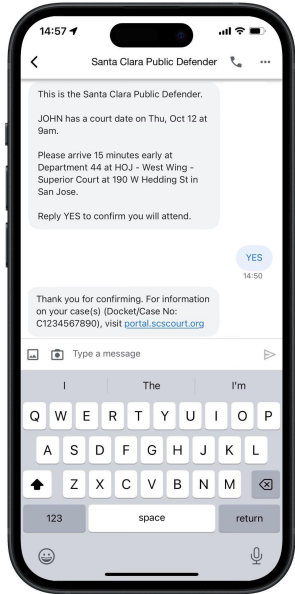 14:57
Santa Clara Public Defender
This is the Santa Clara Public Defender.
JOHN has a court date on Thu, Oct 12 at
9am.
Please arrive 15 minutes early at
Department 44 at HOJ - West Wing -
Superior Court at 190 W Hedding St in
San Jose.
Reply YES to confirm you will attend.
YES
14:50
Thank you for confirming. For information
on your case(s) (Docket/Case No:
C1234567890), visit portal.scscourt.org
Type a message
I The I'm
Q W E R T Y U I O P
A S D F G H J K L
Z X C V B N M
123 space return